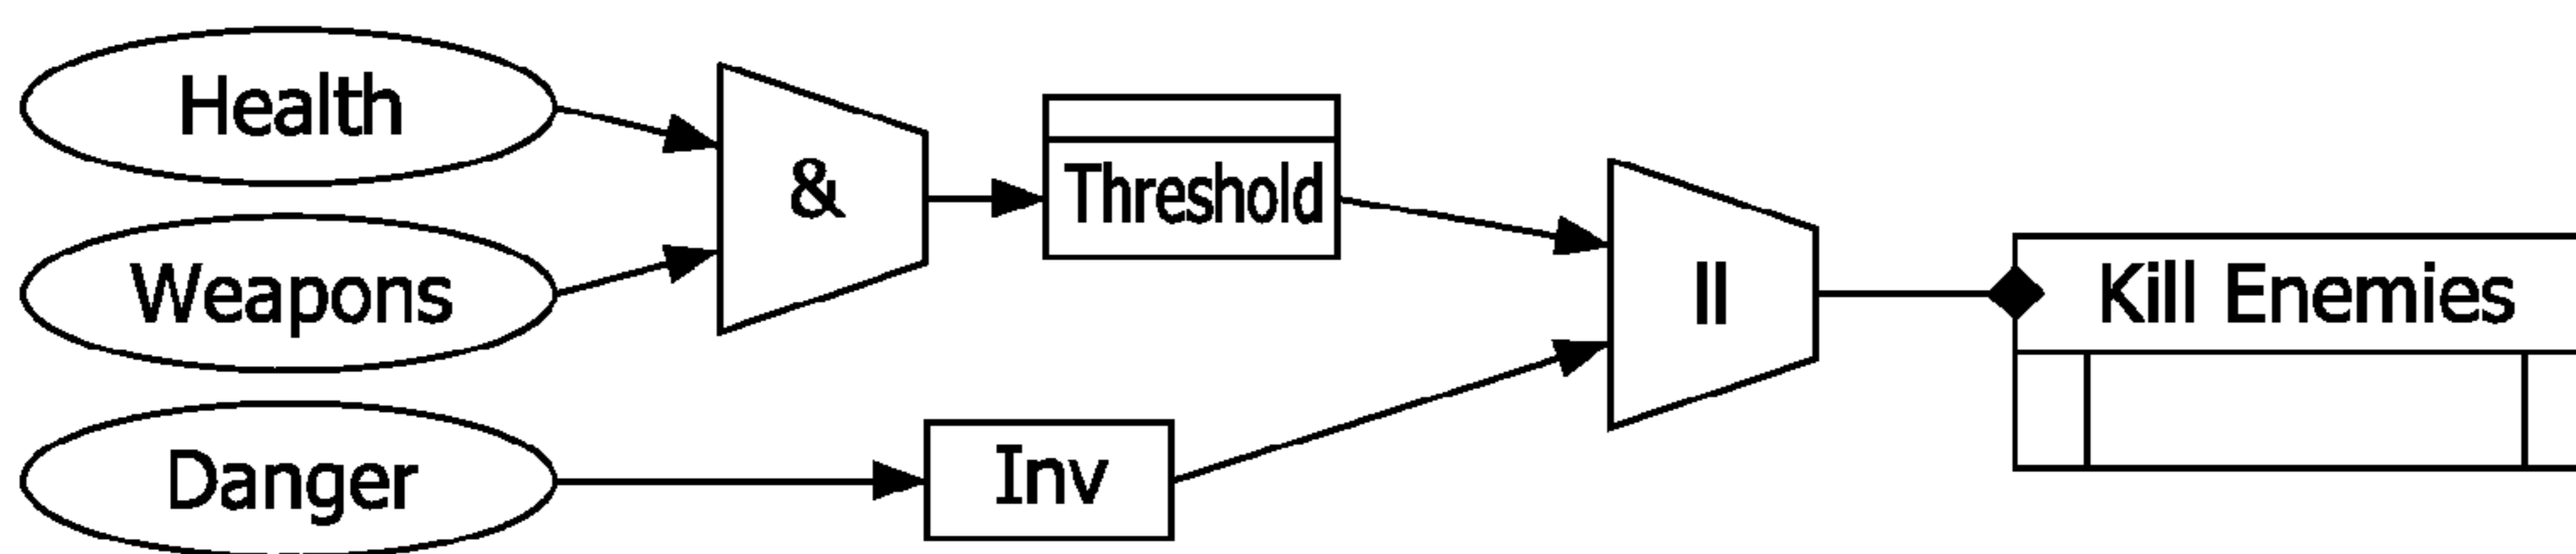 Health
&
Threshold
Weapons
||
Kill Enemies
Danger
Inv